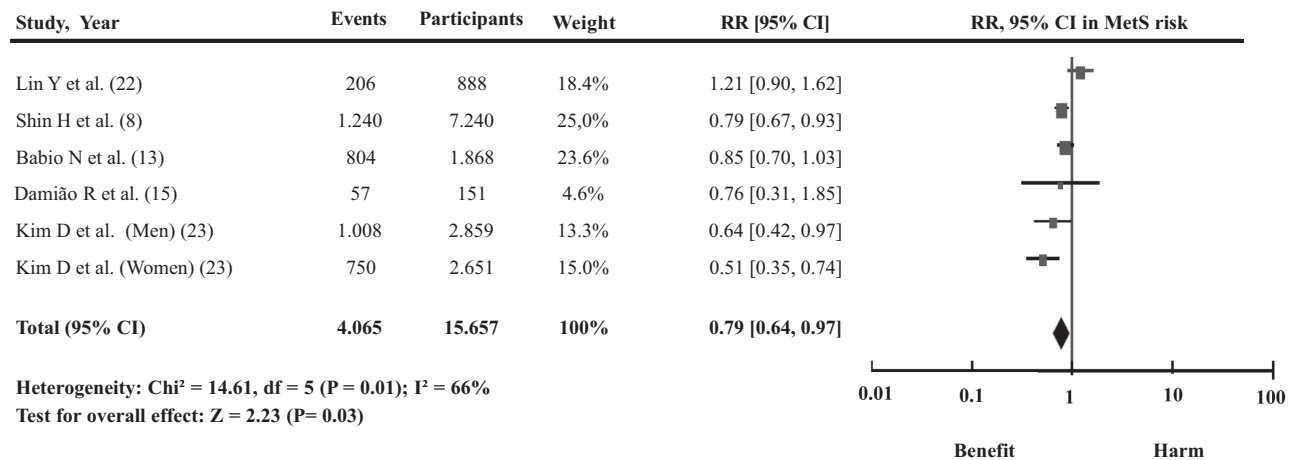 Study, Year Events Participants Weight RR [95% CI] RR, 95% CI in MetS risk
Lin Y et al. (22) 206 888 18.4% 1.21 [0.90, 1.62]
Shin H et al. (8) 1.240 7.240 25,0% 0.79 [0.67, 0.93]
Babio N et al. (13) 804 1.868 23.6% 0.85 [0.70, 1.03]
Damião R et al. (15) 57 151 4.6% 0.76 [0.31, 1.85]
Kim D et al. (Men) (23) 1.008 2.859 13.3% 0.64 [0.42, 0.97]
Kim D et al. (Women) (23) 750 2.651 15.0% 0.51 [0.35, 0.74]
Total (95% CI) 4.065 15.657 100% 0.79 [0.64, 0.97]
Heterogeneity: Chi² = 14.61, df = 5 (P = 0.01); I² = 66%
0.01 0.1 1 10 100
Test for overall effect: Z = 2.23 (P= 0.03)
Benefit Harm